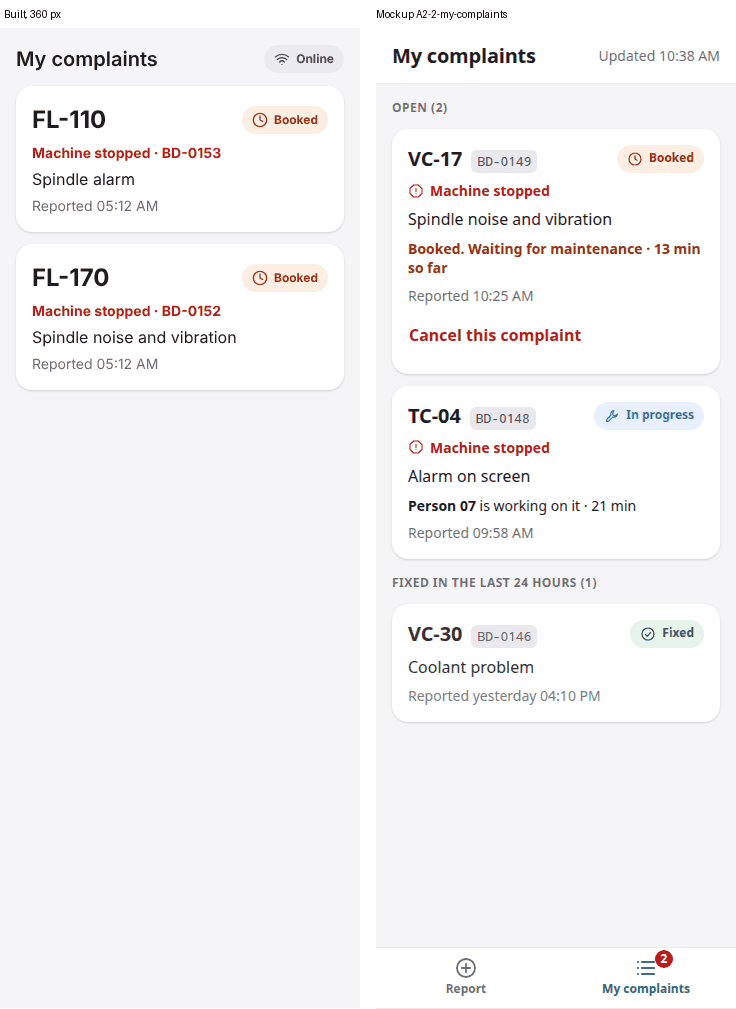 Built, 360 px
My complaints
Online
FL-110
Booked
Machine stopped · BD-0153
Spindle alarm
Reported 05:12 AM
FL-170
Booked
Machine stopped · BD-0152
Spindle noise and vibration
Reported 05:12 AM
Mockup A2-2-my-complaints
My complaints
Updated 10:38 AM
OPEN (2)
VC-17 BD-0149
Booked
Machine stopped
Spindle noise and vibration
Booked. Waiting for maintenance · 13 min
so far
Reported 10:25 AM
Cancel this complaint
TC-04 BD-0148
In progress
Machine stopped
Alarm on screen
Person 07 is working on it · 21 min
Reported 09:58 AM
FIXED IN THE LAST 24 HOURS (1)
VC-30 BD-0146
Fixed
Coolant problem
Reported yesterday 04:10 PM
Report
2
My complaints